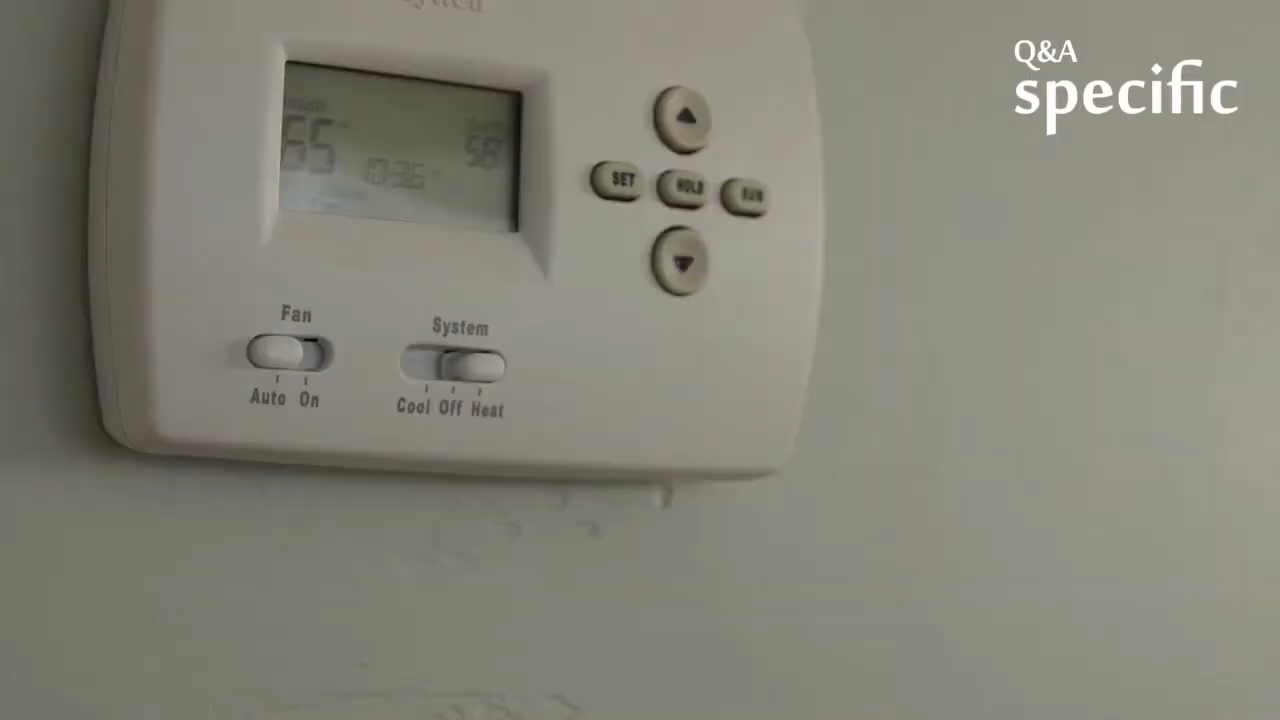 Q&A
specific
65
10:36
58
SET
HOLD
RUN
Fan
System
Auto On
Cool Off Heat